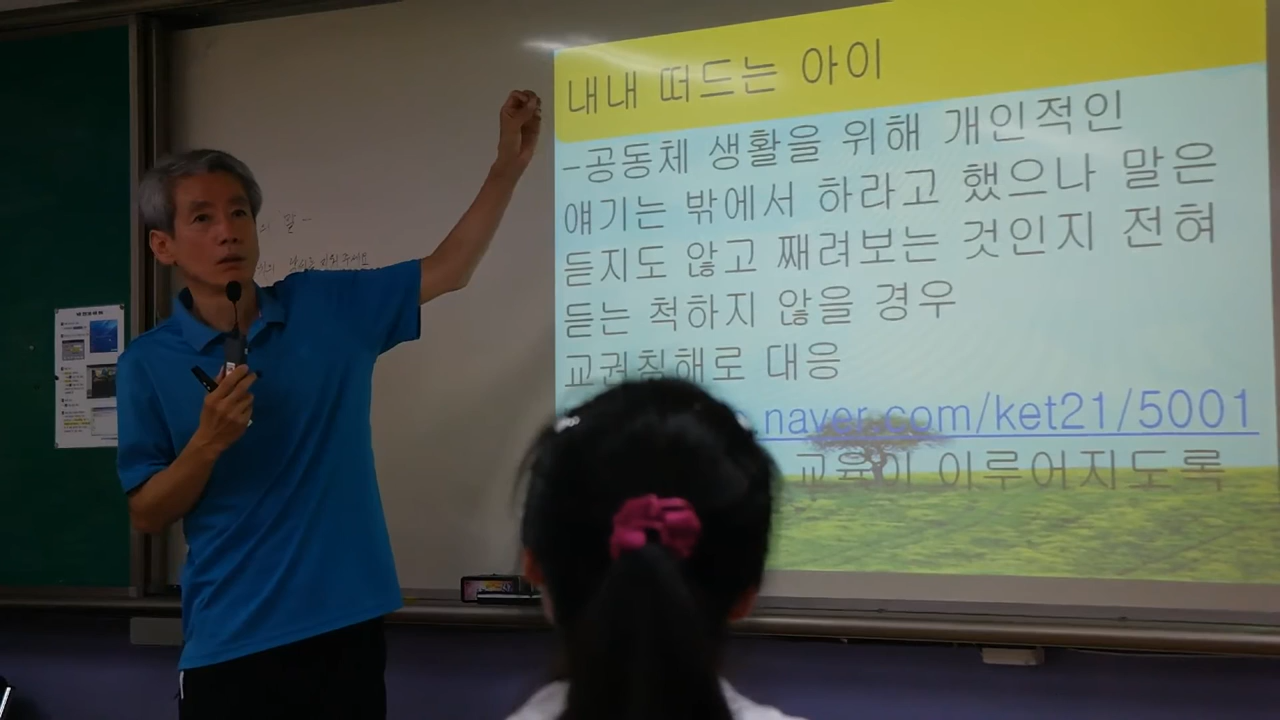 내내 떠드는 아이
-공동체 생활을 위해 개인적인
얘기는 밖에서 하라고 했으나 말은
듣지도 않고 째려보는 것인지 전혀
듣는 척하지 않을 경우
교권침해로 대응
naver.com/ket21/5001
교육이 이루어지도록
의 팔